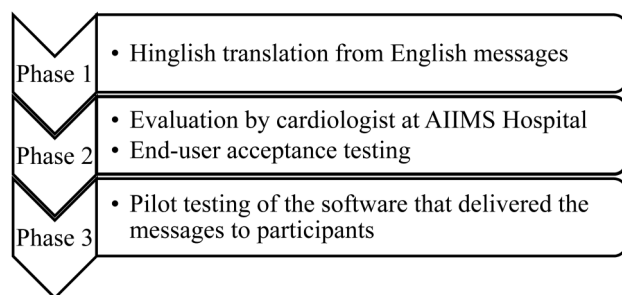 Phase 1
• Hinglish translation from English messages
Phase 2
• Evaluation by cardiologist at AIIMS Hospital
• End-user acceptance testing
Phase 3
• Pilot testing of the software that delivered the
messages to participants